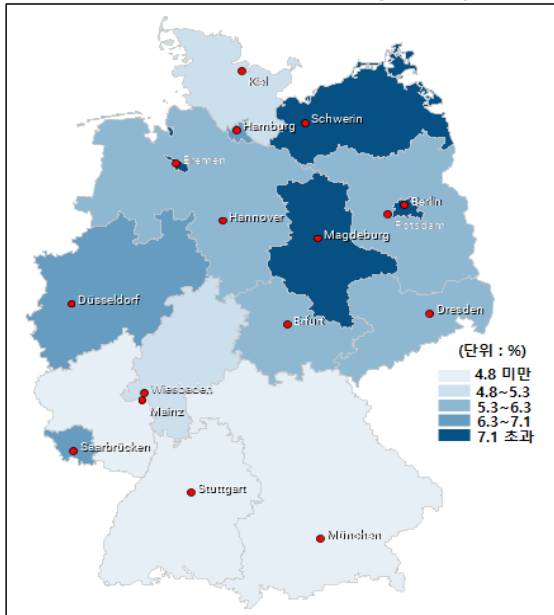 Kiel
Schwerin
Hamburg
Bremen
Berlin
Hannover
Potsdam
Magdeburg
Düsseldorf
Dresden
Erfurt
(단위 : %)
4.8 미만
4.8~5.3
5.3~6.3
6.3~7.1
7.1 초과
Wiesbaden
Mainz
Saarbrücken
Stuttgart
München